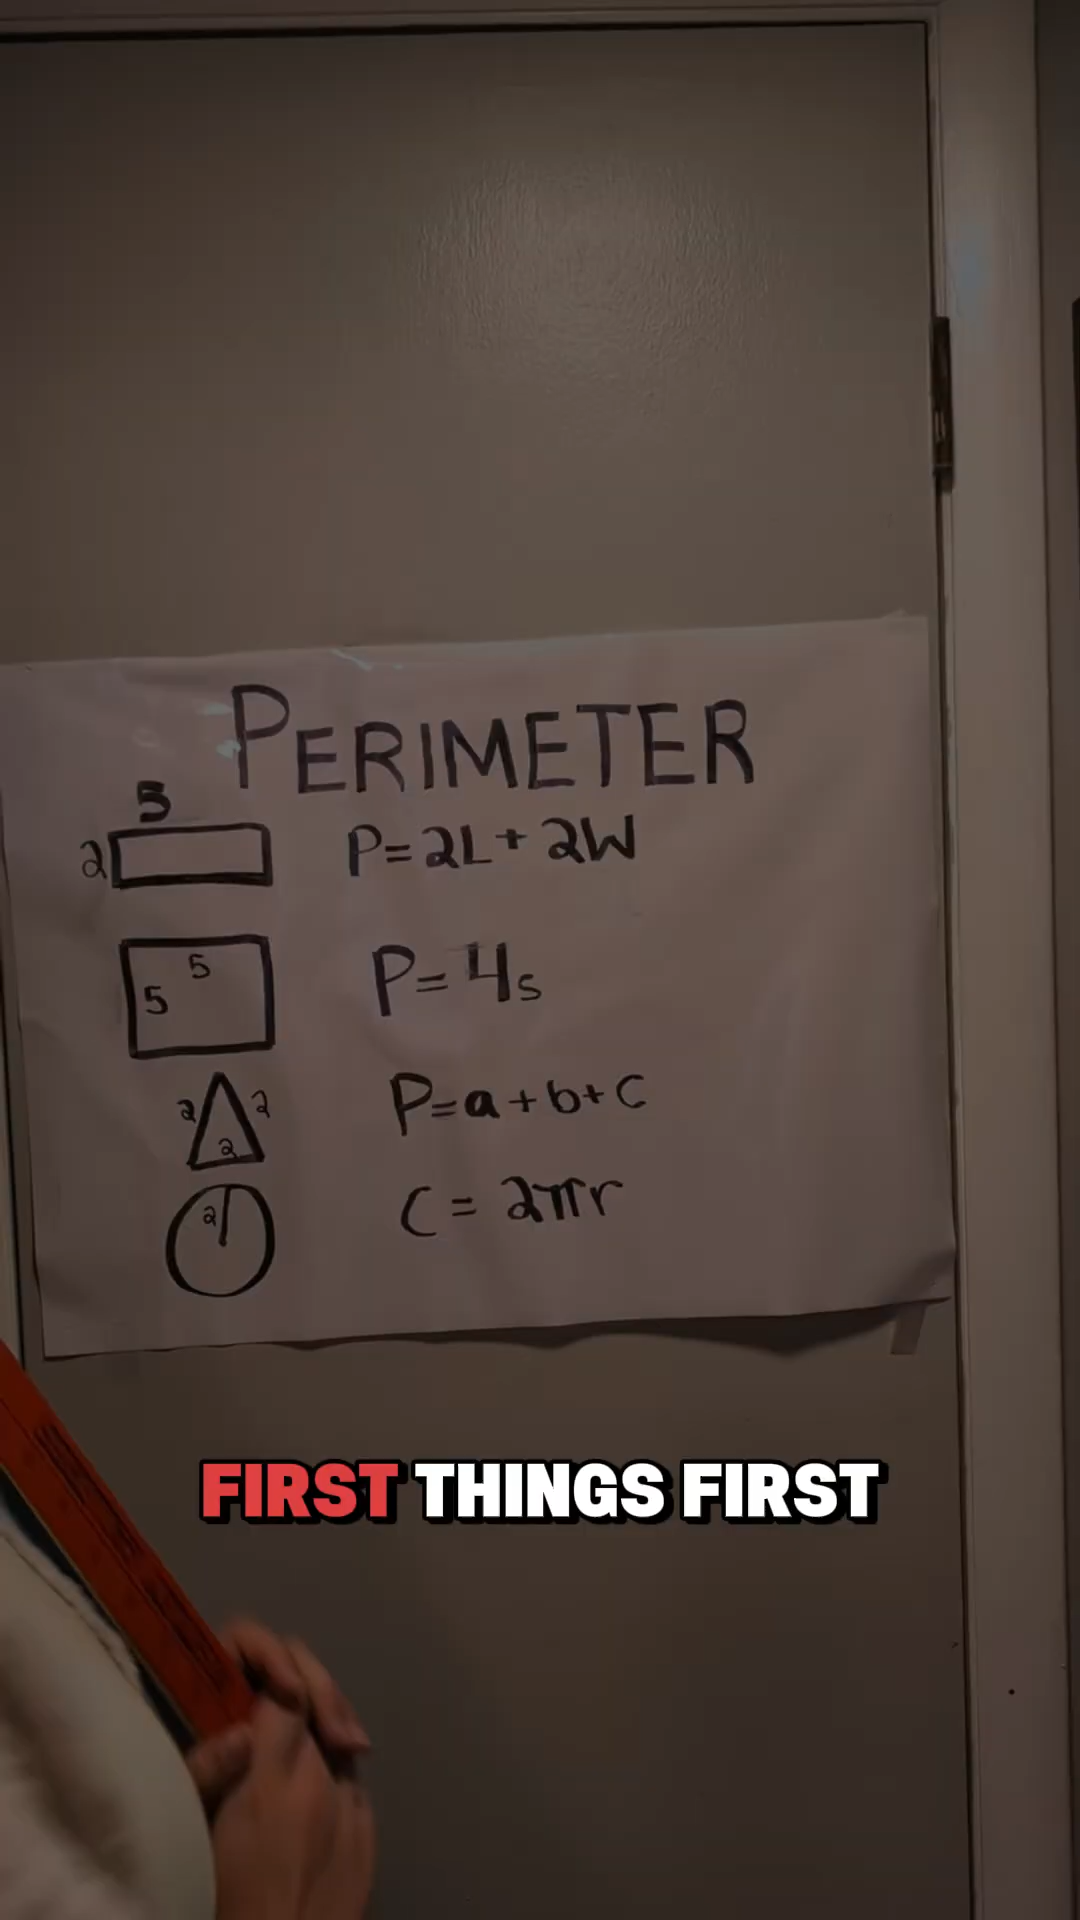 PERIMETER
5
2
P=2L+2W
5
5
P=4s
2 2
2
P=a+b+c
2
C=2πr
FIRST THINGS FIRST